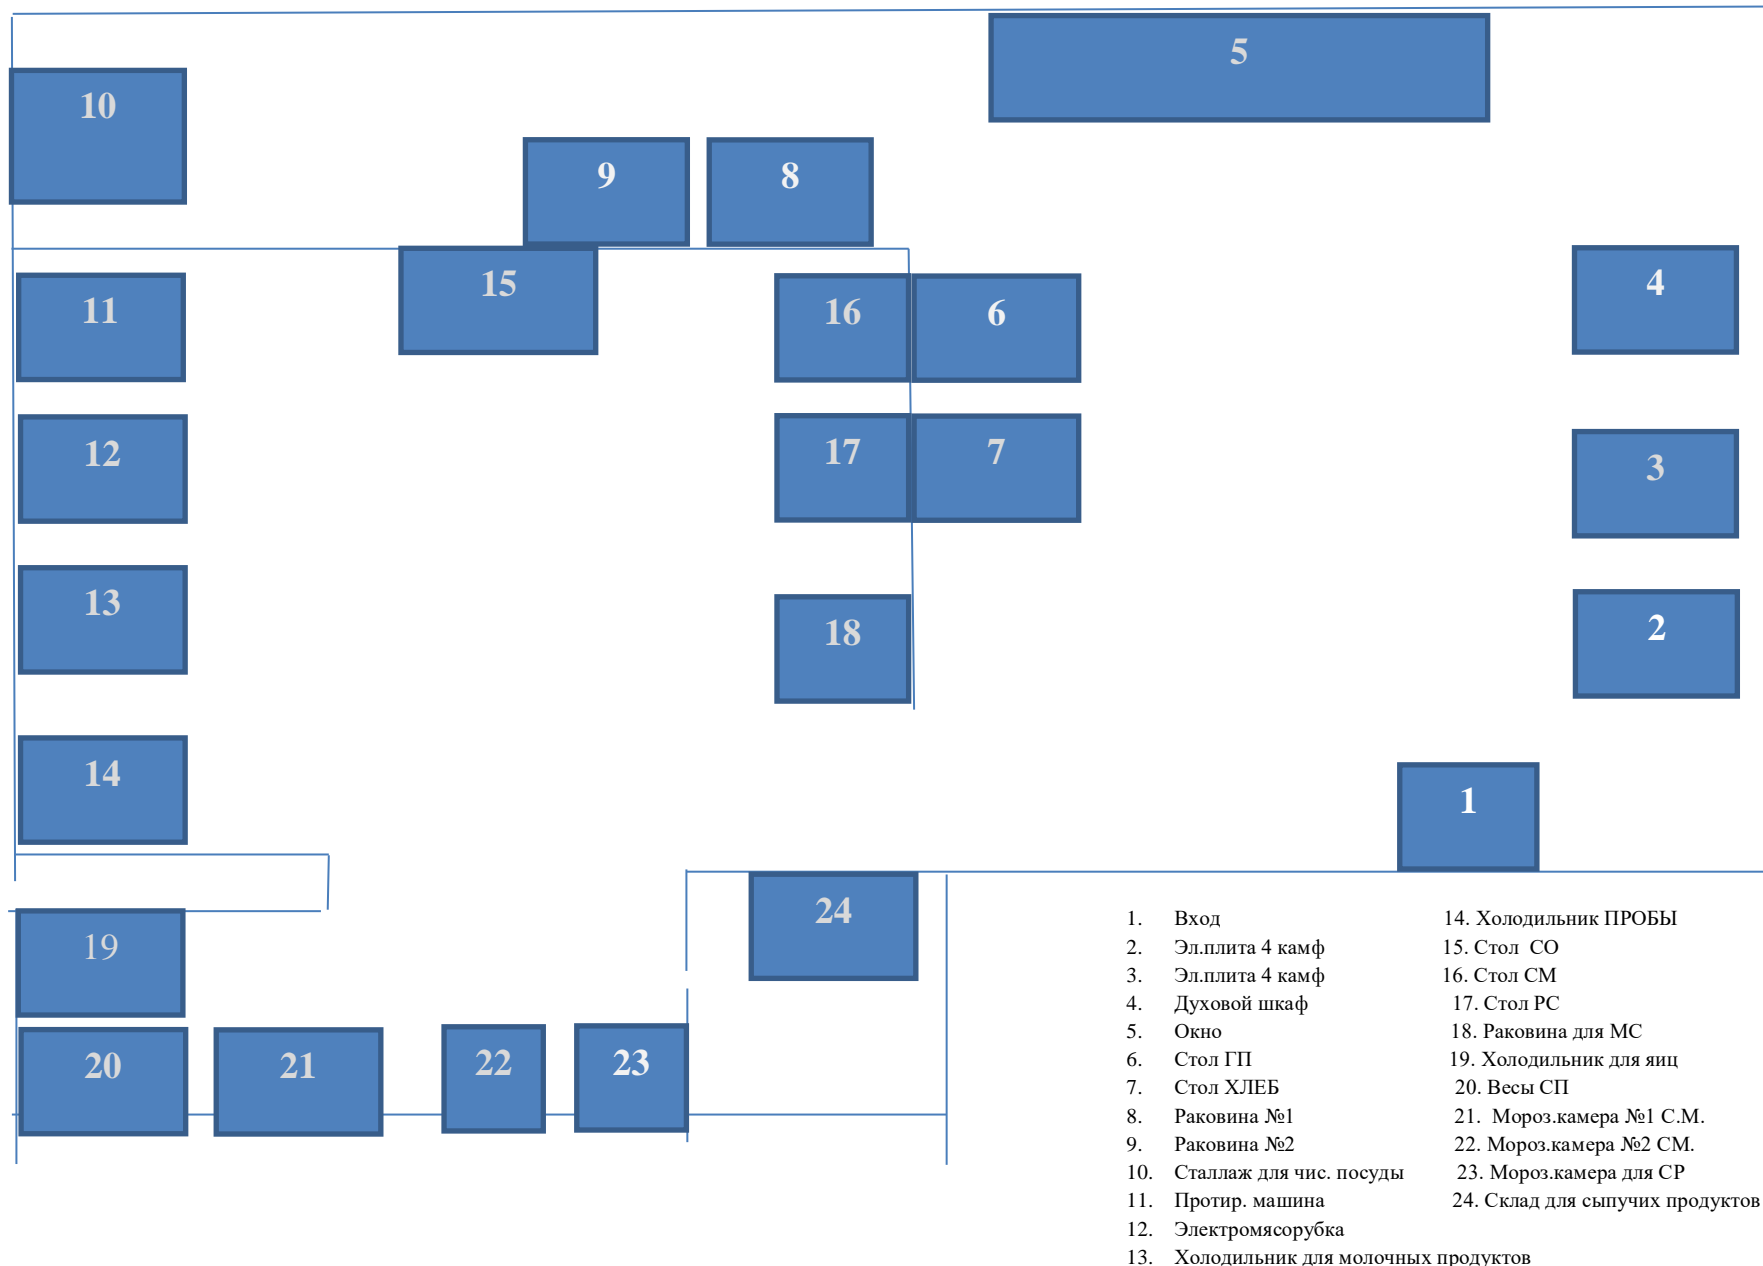 5
10
9
8
15
11
16
6
4
12
17
7
3
13
18
2
14
1
24
19
20
21
22
23
1. Вход
2. Эл.плита 4 камф
3. Эл.плита 4 камф
4. Духовой шкаф
5. Окно
6. Стол ГП
7. Стол ХЛЕБ
8. Раковина №1
9. Раковина №2
10. Сталлаж для чис. посуды
11. Протир. машина
12. Электромясорубка
13. Холодильник для молочных продуктов
14. Холодильник ПРОБЫ
15. Стол СО
16. Стол СМ
17. Стол РС
18. Раковина для МС
19. Холодильник для яиц
20. Весы СП
21. Мороз.камера №1 С.М.
22. Мороз.камера №2 СМ.
23. Мороз.камера для СР
24. Склад для сыпучих продуктов